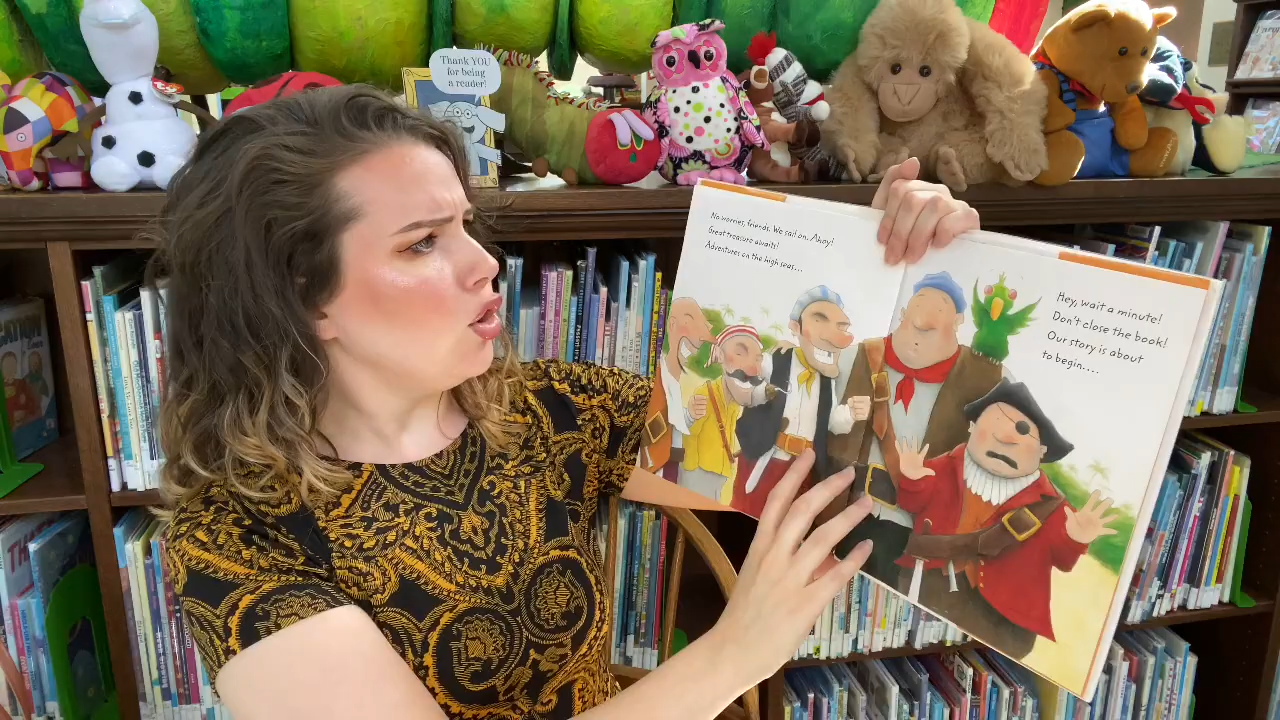 Thank YOU
for being
a reader!
No worries, friends. We sail on. Ahoy!
Great treasure awaits!
Adventures on the high seas...
Hey, wait a minute!
Don't close the book!
Our story is about
to begin....